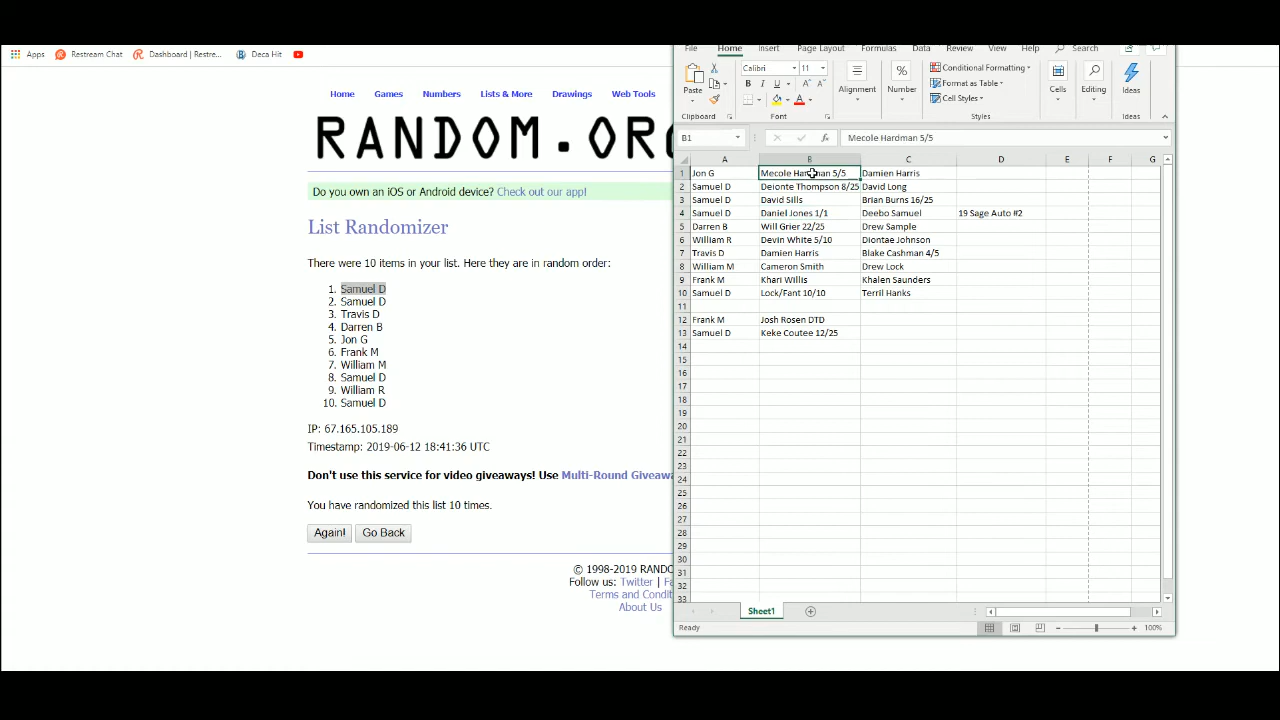 Apps Restream Chat Dashboard | Restre... Deca Hit
Home Games Numbers Lists & More Drawings Web Tools
RANDOM.ORG
Do you own an iOS or Android device? Check out our app!
List Randomizer
There were 10 items in your list. Here they are in random order:
1. Samuel D
2. Samuel D
3. Travis D
4. Darren B
5. Jon G
6. Frank M
7. William M
8. Samuel D
9. William R
10. Samuel D
IP: 67.165.105.189
Timestamp: 2019-06-12 18:41:36 UTC
Don't use this service for video giveaways! Use Multi-Round Giveawa
You have randomized this list 10 times.
Again! Go Back
© 1998-2019 RANDO
Follow us: Twitter | Fa
Terms and Condit
About Us
File Home Insert Page Layout Formulas Data Review View Help Search
Paste
Calibri 11
B I U A A
A
Alignment
%
Number
Conditional Formatting
Format as Table
Cell Styles
Cells
Editing
Ideas
Clipboard Font Styles Ideas
B1 fx Mecole Hardman 5/5
A B C D E F G
1 Jon G Mecole Hardman 5/5 Damien Harris
2 Samuel D Deionte Thompson 8/25 David Long
3 Samuel D David Sills Brian Burns 16/25
4 Samuel D Daniel Jones 1/1 Deebo Samuel 19 Sage Auto #2
5 Darren B Will Grier 22/25 Drew Sample
6 William R Devin White 5/10 Diontae Johnson
7 Travis D Damien Harris Blake Cashman 4/5
8 William M Cameron Smith Drew Lock
9 Frank M Khari Willis Khalen Saunders
10 Samuel D Lock/Fant 10/10 Terril Hanks
11
12 Frank M Josh Rosen DTD
13 Samuel D Keke Coutee 12/25
14
15
16
17
18
19
20
21
22
23
24
25
26
27
28
29
30
31
32
33
Sheet1
Ready 100%